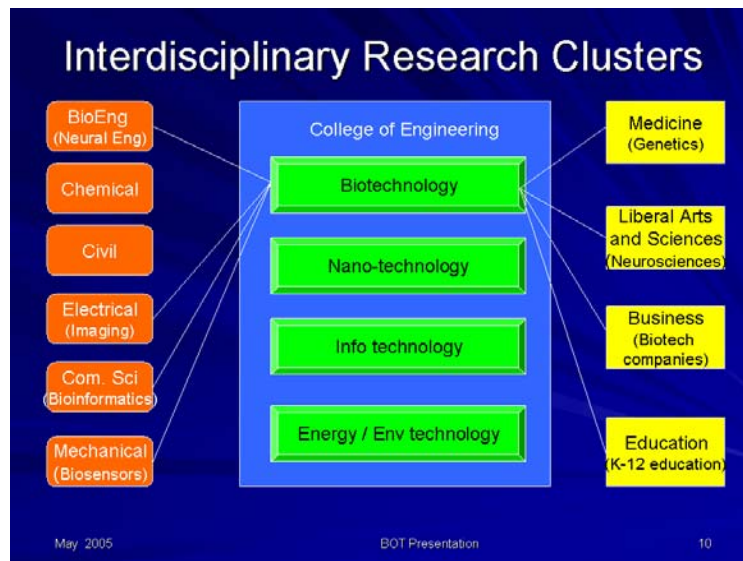 Interdisciplinary Research Clusters
BioEng
(Neural Eng)
Chemical
Civil
Electrical
(Imaging)
Com. Sci
(Bioinformatics)
Mechanical
(Biosensors)
College of Engineering
Biotechnology
Nano-technology
Info technology
Energy / Env technology
Medicine
(Genetics)
Liberal Arts
and Sciences
(Neurosciences)
Business
(Biotech
companies)
Education
(K-12 education)
May 2005
BOT Presentation
10